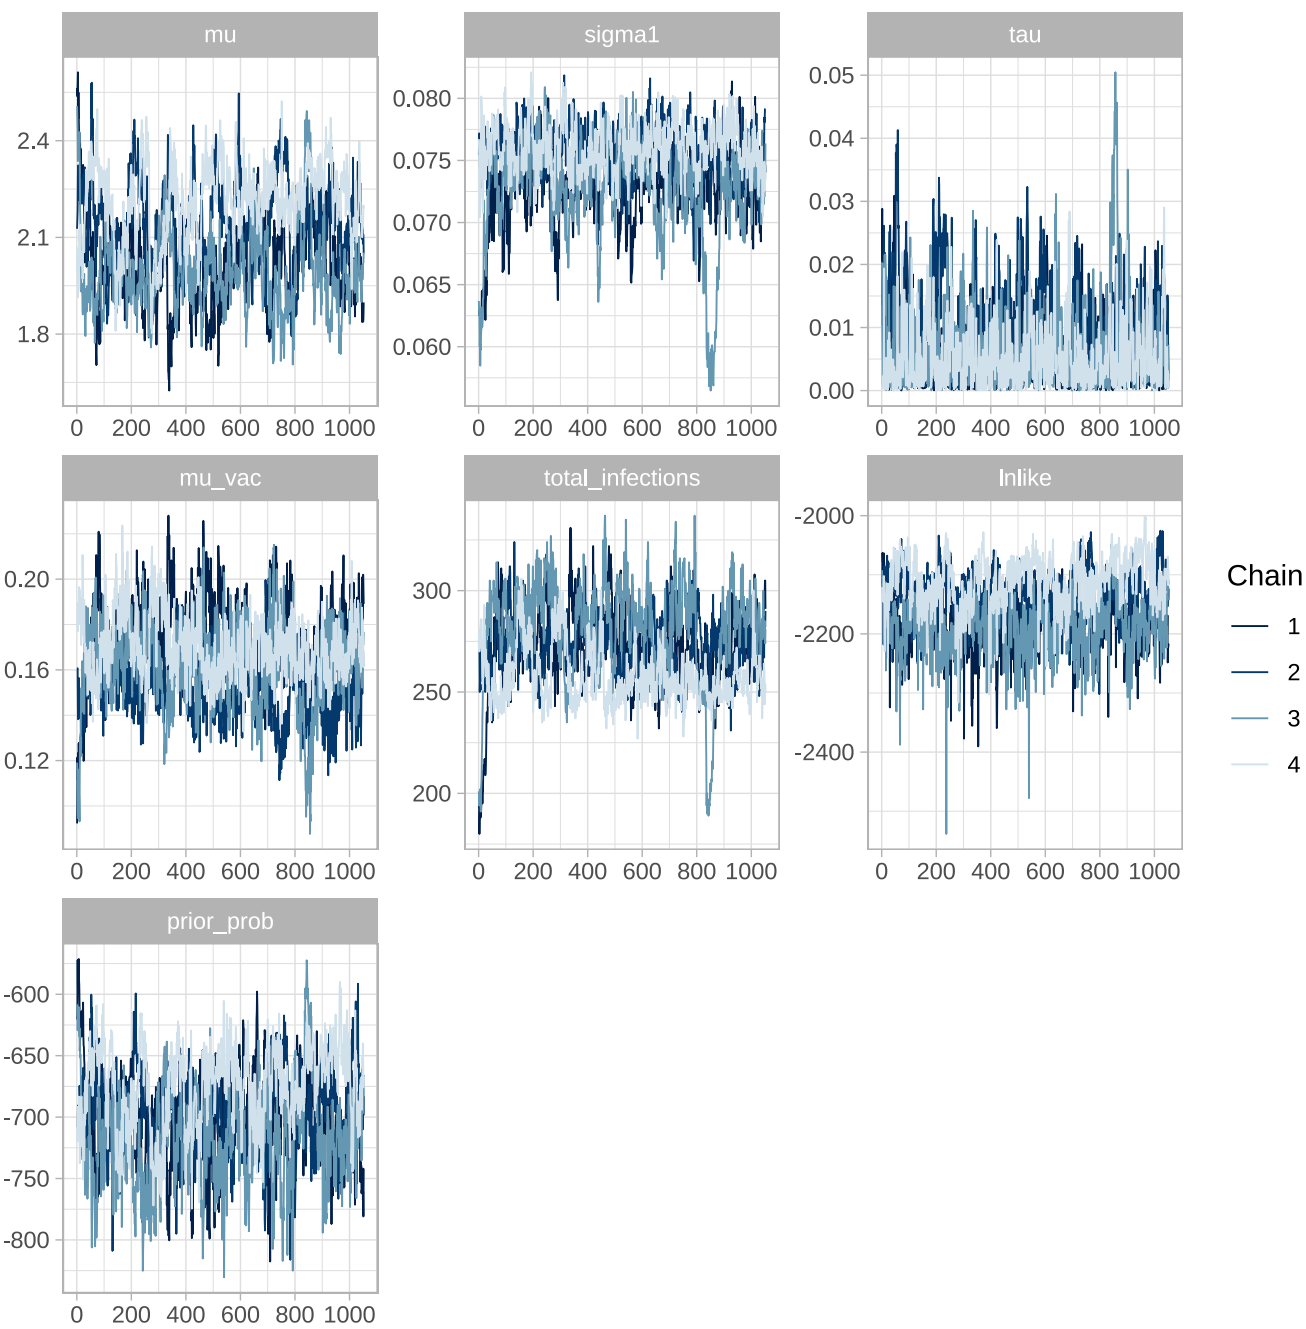 mu sigma1 tau
2.4
2.1
1.8
0 200 400 600 800 1000
0.080
0.075
0.070
0.065
0.060
0 200 400 600 800 1000
0.05
0.04
0.03
0.02
0.01
0.00
0 200 400 600 800 1000
mu_vac total_infections lnlike
0.20
0.16
0.12
0 200 400 600 800 1000
300
250
200
0 200 400 600 800 1000
-2000
-2200
-2400
0 200 400 600 800 1000
Chain
1
2
3
4
prior_prob
-600
-650
-700
-750
-800
0 200 400 600 800 1000